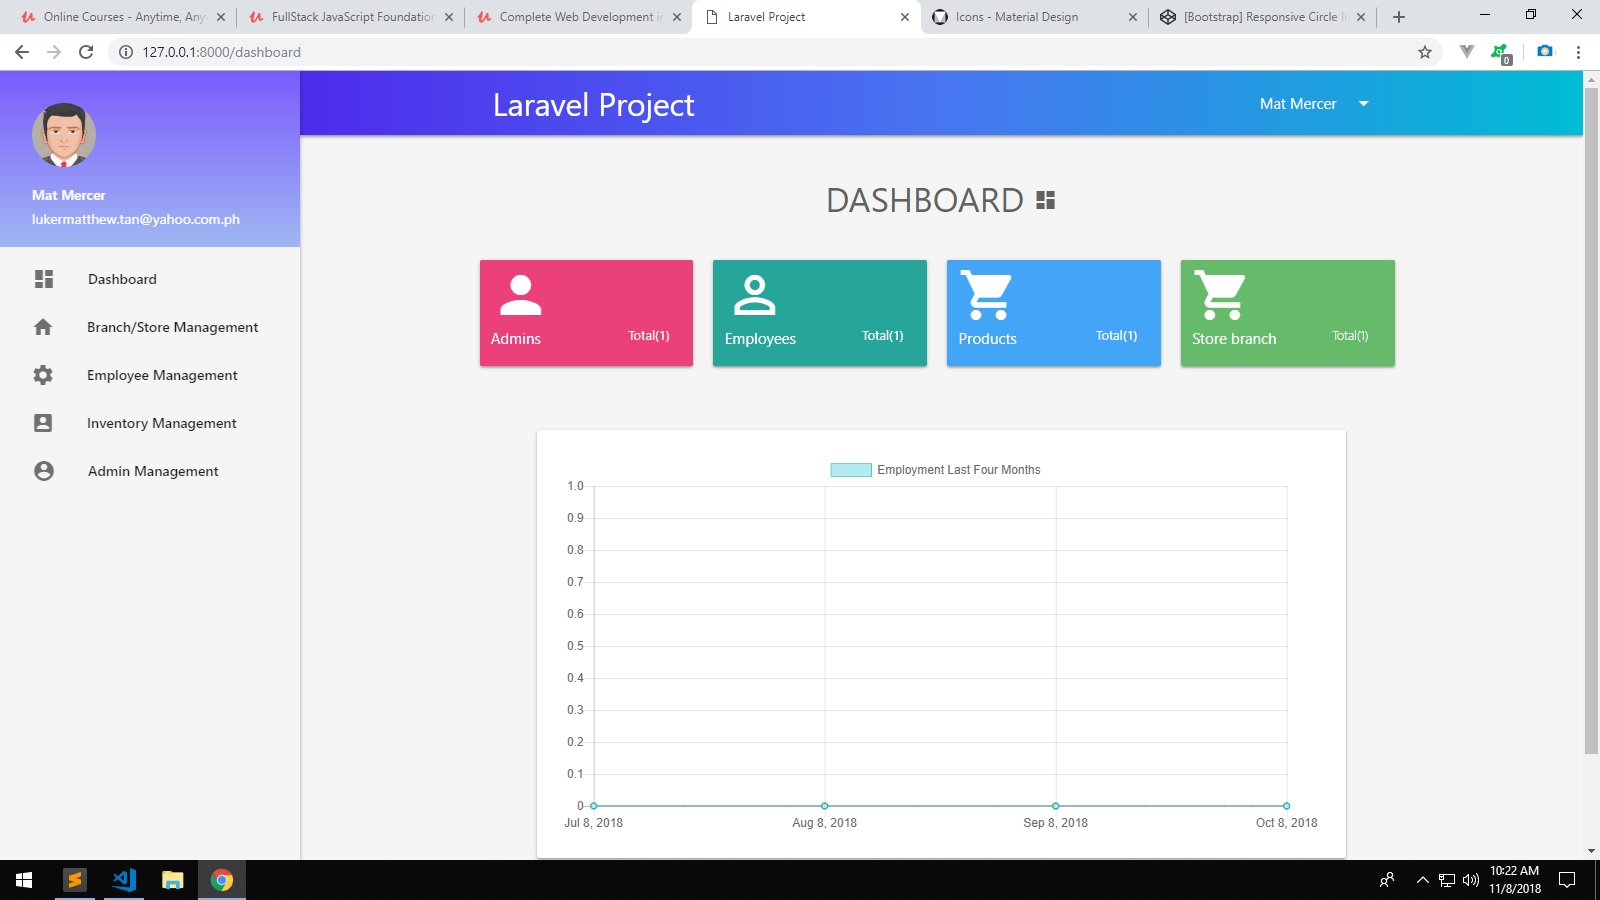 Online Courses - Anytime, Any
FullStack JavaScript Foundation
Complete Web Development in
Laravel Project
Icons - Material Design
[Bootstrap] Responsive Circle I
127.0.0.1:8000/dashboard
0
Mat Mercer
lukermatthew.tan@yahoo.com.ph
Dashboard
Branch/Store Management
Employee Management
Inventory Management
Admin Management
Laravel Project
Mat Mercer
DASHBOARD
Admins Total(1)
Employees Total(1)
Products Total(1)
Store branch Total(1)
Employment Last Four Months
1.0
0.9
0.8
0.7
0.6
0.5
0.4
0.3
0.2
0.1
0
Jul 8, 2018 Aug 8, 2018 Sep 8, 2018 Oct 8, 2018
10:22 AM
11/8/2018